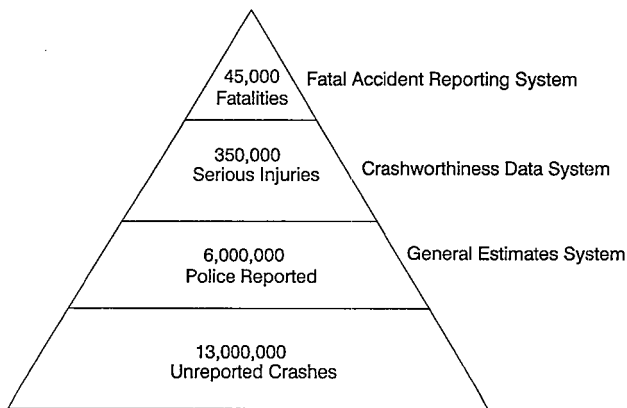 45,000
Fatalities
Fatal Accident Reporting System
350,000
Serious Injuries
Crashworthiness Data System
6,000,000
Police Reported
General Estimates System
13,000,000
Unreported Crashes